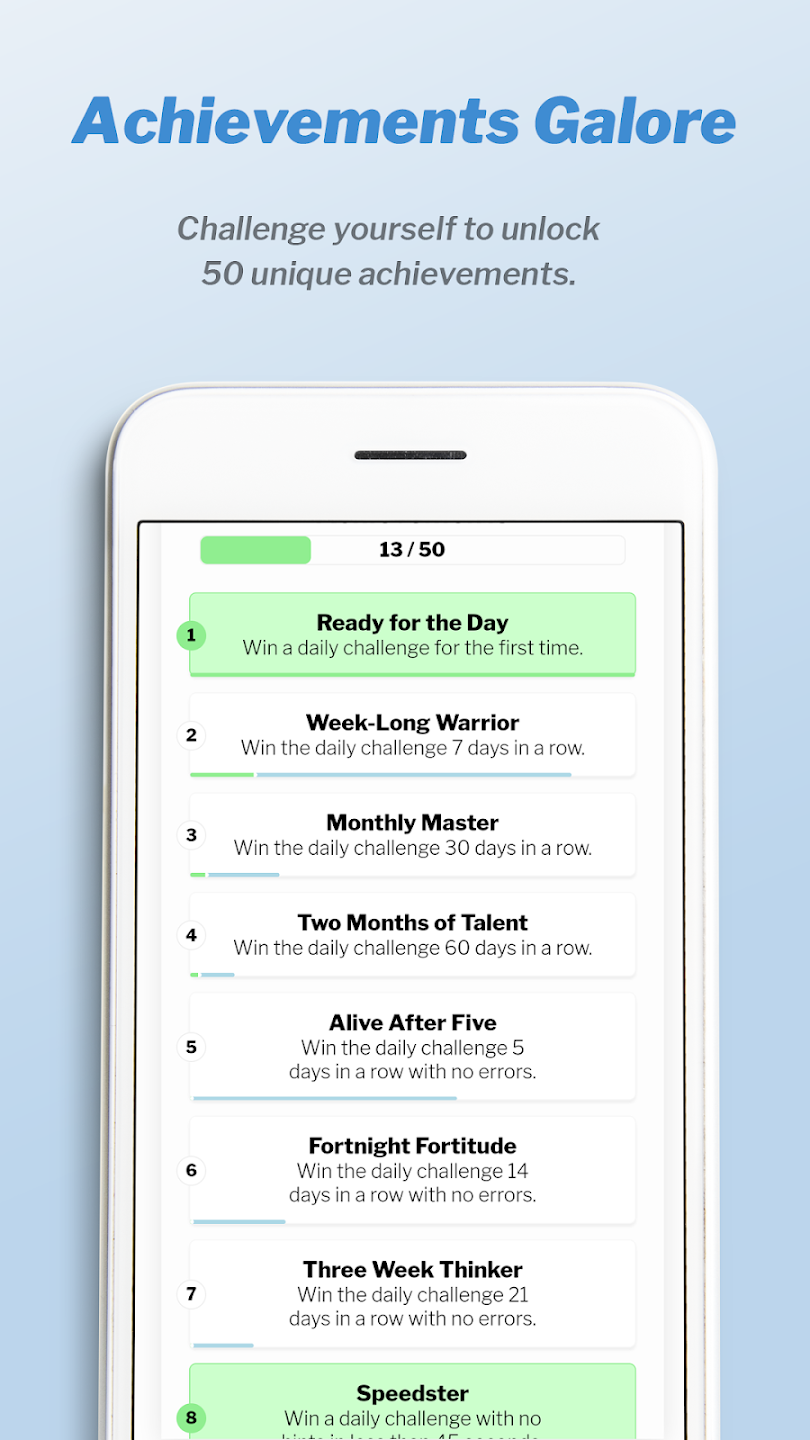 Achievements Galore
Challenge yourself to unlock
50 unique achievements.
13 / 50
1
Ready for the Day
Win a daily challenge for the first time.
2
Week-Long Warrior
Win the daily challenge 7 days in a row.
3
Monthly Master
Win the daily challenge 30 days in a row.
4
Two Months of Talent
Win the daily challenge 60 days in a row.
5
Alive After Five
Win the daily challenge 5
days in a row with no errors.
6
Fortnight Fortitude
Win the daily challenge 14
days in a row with no errors.
7
Three Week Thinker
Win the daily challenge 21
days in a row with no errors.
8
Speedster
Win a daily challenge with no